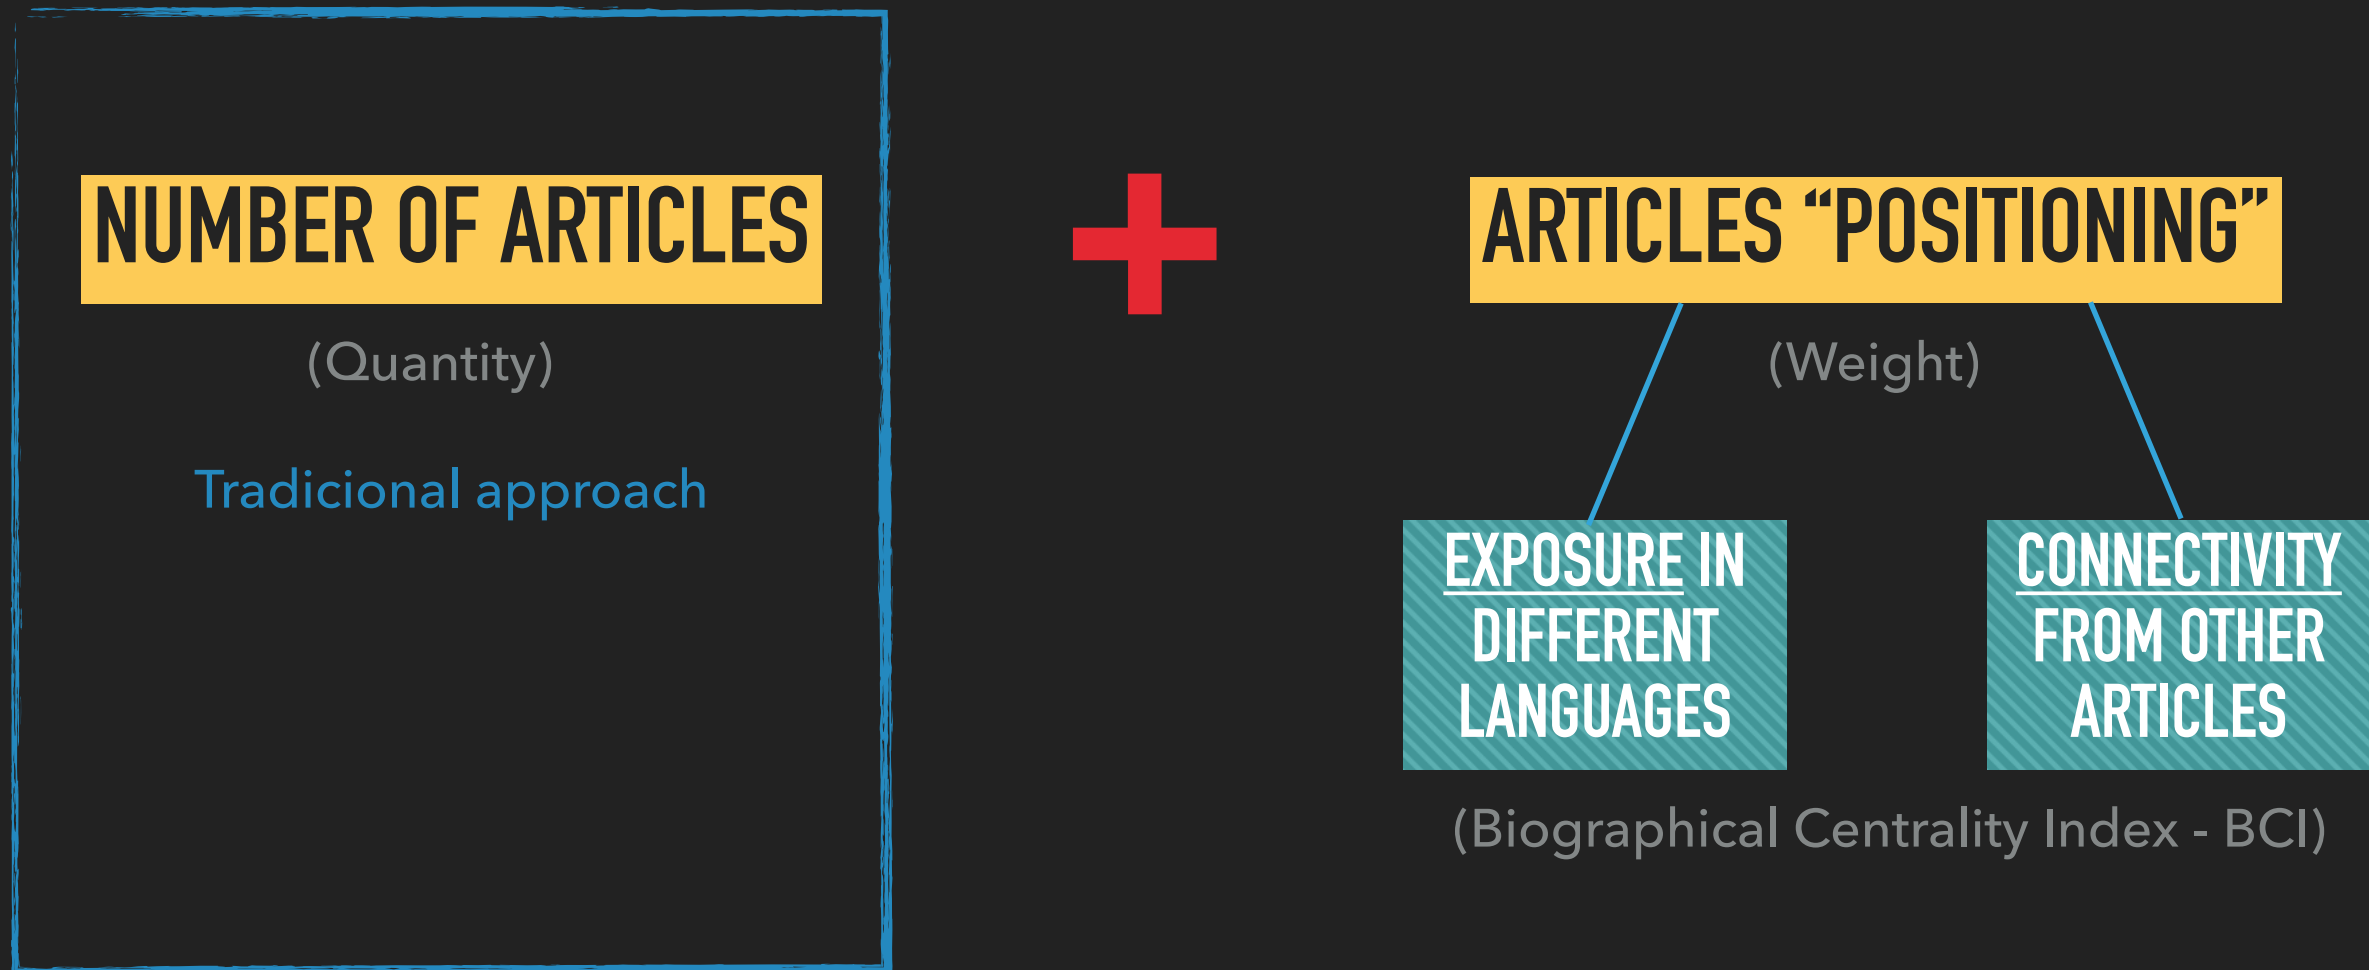 NUMBER OF ARTICLES
(Quantity)
Tradicional approach
ARTICLES “POSITIONING”
(Weight)
EXPOSURE IN
DIFFERENT
LANGUAGES
CONNECTIVITY
FROM OTHER
ARTICLES
(Biographical Centrality Index - BCI)